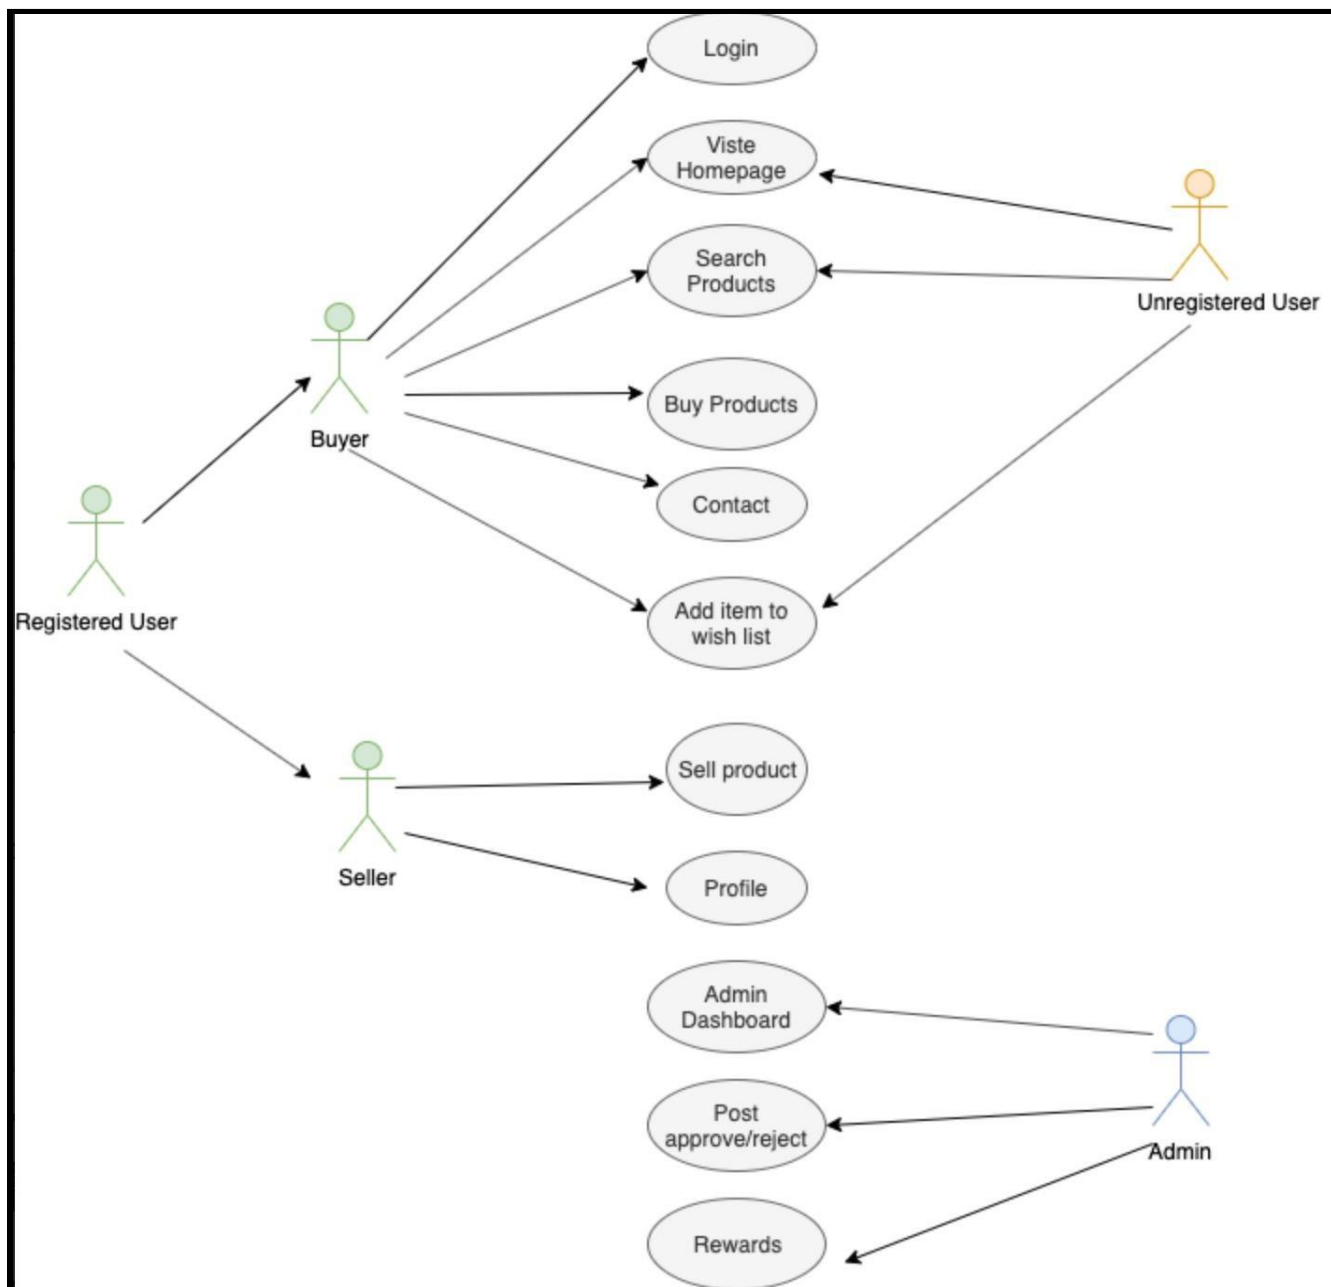 Login
Viste
Homepage
Search
Products
Unregistered User
Buy Products
Buyer
Contact
Add item to
wish list
Registered User
Sell product
Seller
Profile
Admin
Dashboard
Post
approve/reject
Admin
Rewards